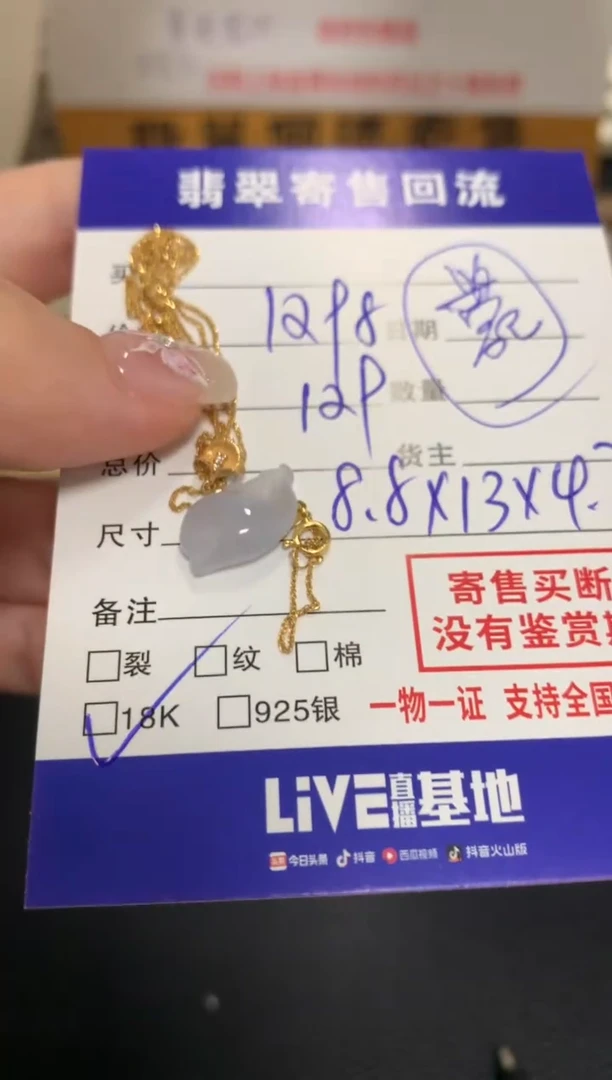 翡翠寄售回流
买
12P8 日期
12P 数量
总价 货主
尺寸 8.8X13X4.
备注
寄售买断
没有鉴赏
裂 纹 棉
18K 925银 一物一证 支持全国
LiVE直播基地
今日头条 抖音 西瓜视频 抖音火山版